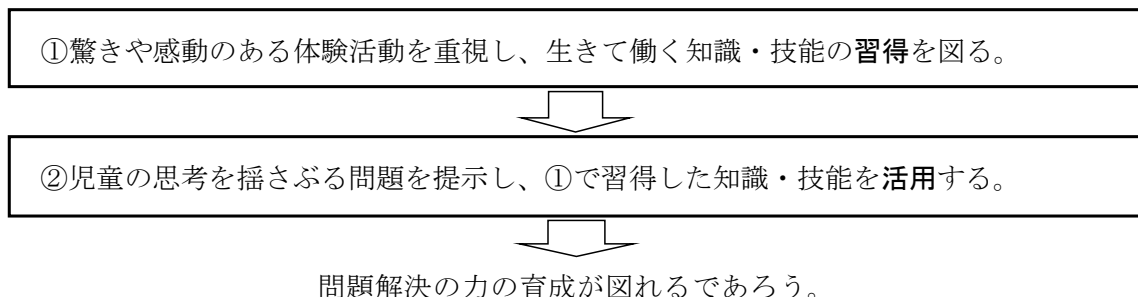 ①驚きや感動のある体験活動を重視し、生きて働く知識・技能の習得を図る。
②児童の思考を揺さぶる問題を提示し、①で習得した知識・技能を活用する。
問題解決の力の育成が図れるであろう。